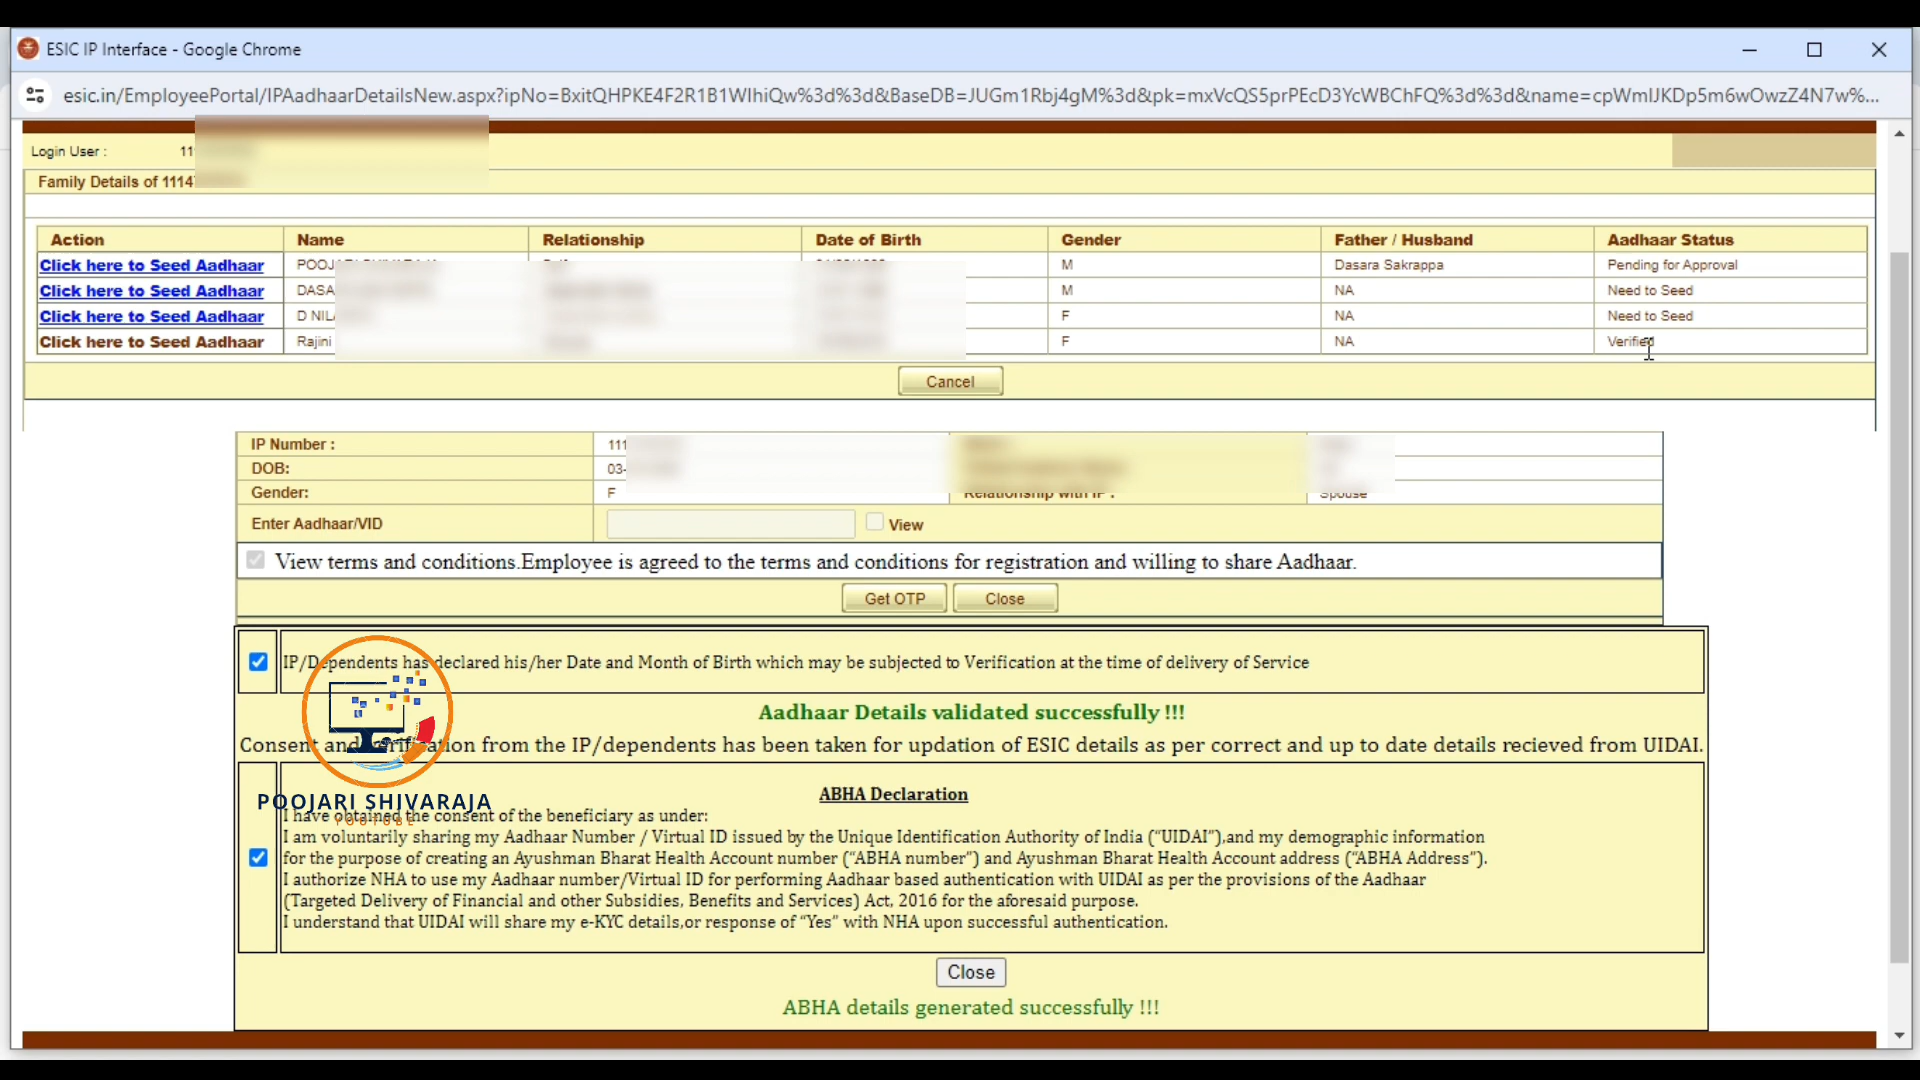 ESIC IP Interface - Google Chrome
esic.in/EmployeePortal/IPAadhaarDetailsNew.aspx?ipNo=BxitQHPKE4F2R1B1WIhiQw%3d%3d&BaseDB=JUGm1Rbj4gM%3d&pk=mxVcQS5prPEcD3YcWBChFQ%3d%3d&name=cpWmIJKDp5m6wOwzZ4N7w%...
Login User : 11
Family Details of 1114
Action Name Relationship Date of Birth Gender Father / Husband Aadhaar Status
Click here to Seed Aadhaar POOJ M Dasara Sakrappa Pending for Approval
Click here to Seed Aadhaar DASA M NA Need to Seed
Click here to Seed Aadhaar D NIL F NA Need to Seed
Click here to Seed Aadhaar Rajini F NA Verified
Cancel
IP Number : 111
DOB: 03-
Gender: F Relationship with IP : Spouse
Enter Aadhaar/VID View
View terms and conditions.Employee is agreed to the terms and conditions for registration and willing to share Aadhaar.
Get OTP Close
IP/Dependents has declared his/her Date and Month of Birth which may be subjected to Verification at the time of delivery of Service
Aadhaar Details validated successfully !!!
Consent and verification from the IP/dependents has been taken for updation of ESIC details as per correct and up to date details recieved from UIDAI.
ABHA Declaration
POOJARI SHIVARAJA
YOUTUBE
I have obtained the consent of the beneficiary as under:
I am voluntarily sharing my Aadhaar Number / Virtual ID issued by the Unique Identification Authority of India (“UIDAI”),and my demographic information
for the purpose of creating an Ayushman Bharat Health Account number (“ABHA number”) and Ayushman Bharat Health Account address (“ABHA Address”).
I authorize NHA to use my Aadhaar number/Virtual ID for performing Aadhaar based authentication with UIDAI as per the provisions of the Aadhaar
(Targeted Delivery of Financial and other Subsidies, Benefits and Services) Act, 2016 for the aforesaid purpose.
I understand that UIDAI will share my e-KYC details,or response of “Yes” with NHA upon successful authentication.
Close
ABHA details generated successfully !!!